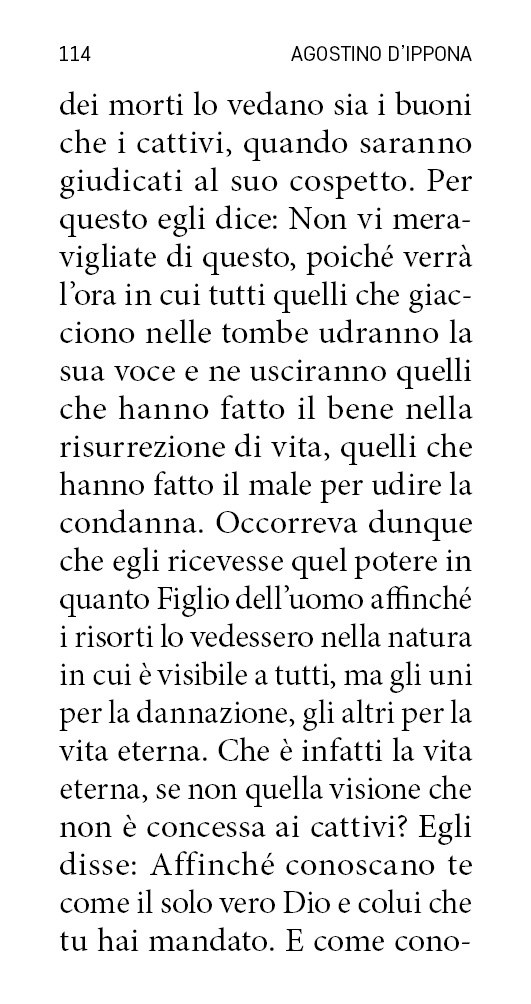 114 AGOSTINO D'IPPONA
dei morti lo vedano sia i buoni
che i cattivi, quando saranno
giudicati al suo cospetto. Per
questo egli dice: Non vi mera-
vigliate di questo, poiché verrà
l'ora in cui tutti quelli che giac-
ciono nelle tombe udranno la
sua voce e ne usciranno quelli
che hanno fatto il bene nella
risurrezione di vita, quelli che
hanno fatto il male per udire la
condanna. Occorreva dunque
che egli ricevesse quel potere in
quanto Figlio dell'uomo affinché
i risorti lo vedessero nella natura
in cui è visibile a tutti, ma gli uni
per la dannazione, gli altri per la
vita eterna. Che è infatti la vita
eterna, se non quella visione che
non è concessa ai cattivi? Egli
disse: Affinché conoscano te
come il solo vero Dio e colui che
tu hai mandato. E come cono-